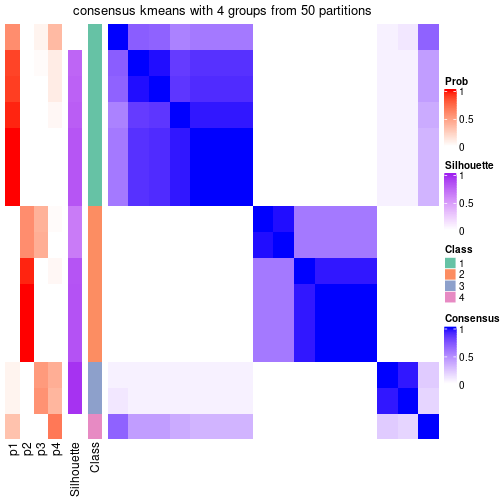 consensus kmeans with 4 groups from 50 partitions
Prob
1
0.5
0
Silhouette
1
0.5
0
Class
1
2
3
4
Consensus
1
0.5
0
p1
p2
p3
p4
Silhouette
Class